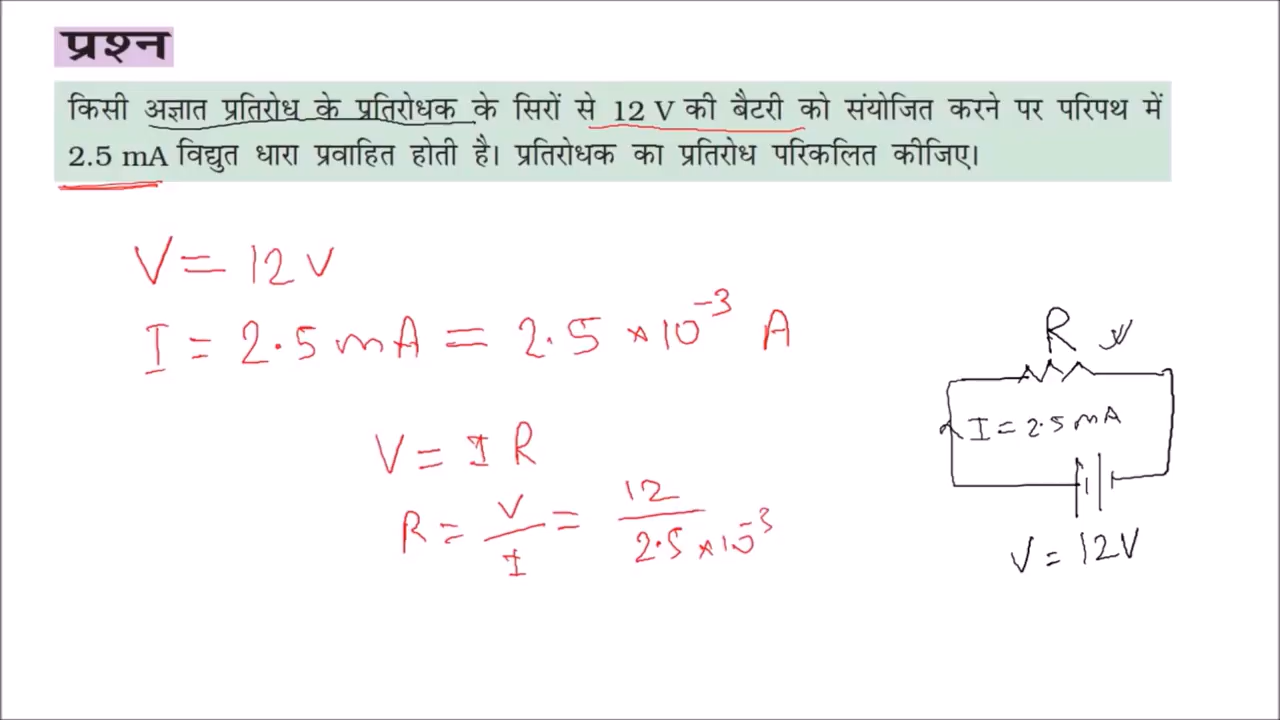 प्रश्न
किसी अज्ञात प्रतिरोध के प्रतिरोधक के सिरों से 12 V की बैटरी को संयोजित करने पर परिपथ में
2.5 mA विद्युत धारा प्रवाहित होती है। प्रतिरोधक का प्रतिरोध परिकलित कीजिए।
V = 12 V
I = 2.5 mA = 2.5 × 10⁻³ A
V = I R
R = V/I = 12/2.5 × 10⁻³
R
I = 2.5 mA
V = 12V